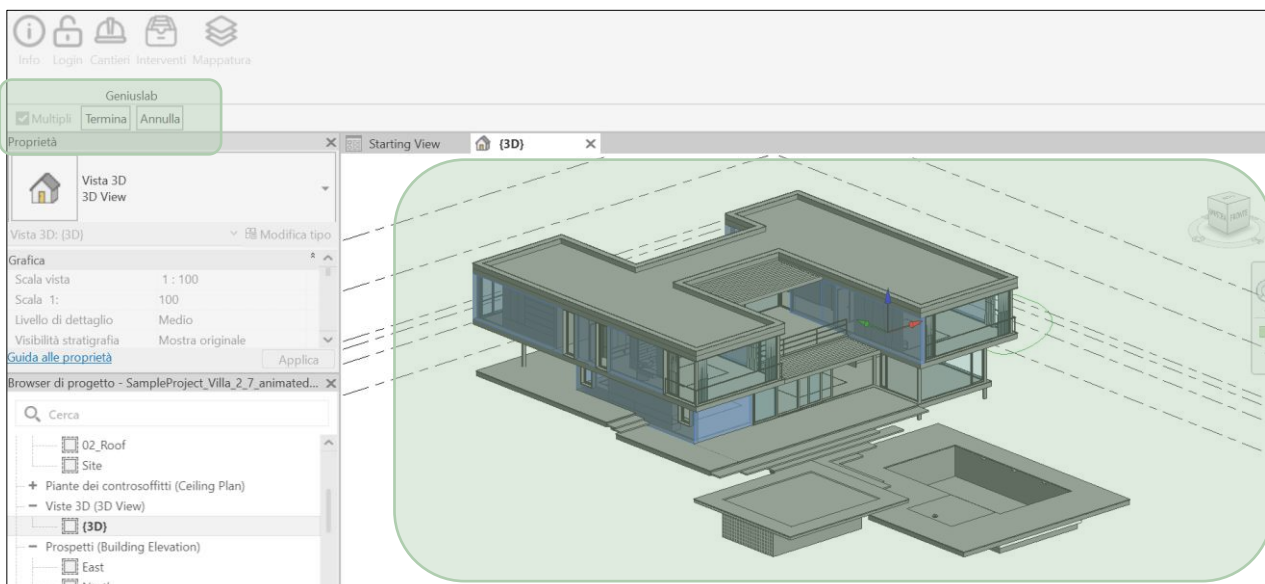 Info Login Cantieri Interventi Mappatura
Geniuslab
Multipli Termina Annulla
Proprietà
Starting View {3D}
Vista 3D
3D View
Vista 3D: {3D} Modifica tipo
Grafica
Scala vista 1 : 100
Scala 1: 100
Livello di dettaglio Medio
Visibilità stratigrafia Mostra originale
Guida alle proprietà Applica
Browser di progetto - SampleProject_Villa_2_7_animated...
Cerca
02_Roof
Site
Piante dei controsoffitti (Ceiling Plan)
Viste 3D (3D View)
{3D}
Prospetti (Building Elevation)
East